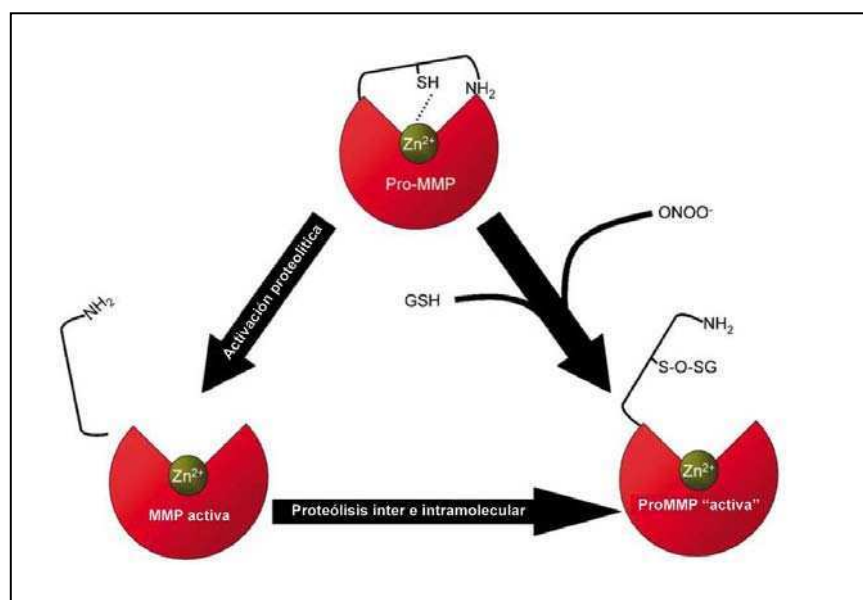 SH
NH₂
Zn²⁺
Pro-MMP
ONOO⁻
GSH
Activación proteolítica
NH₂
NH₂
S-O-SG
Zn²⁺
MMP activa
Proteólisis inter e intramolecular
Zn²⁺
ProMMP “activa”